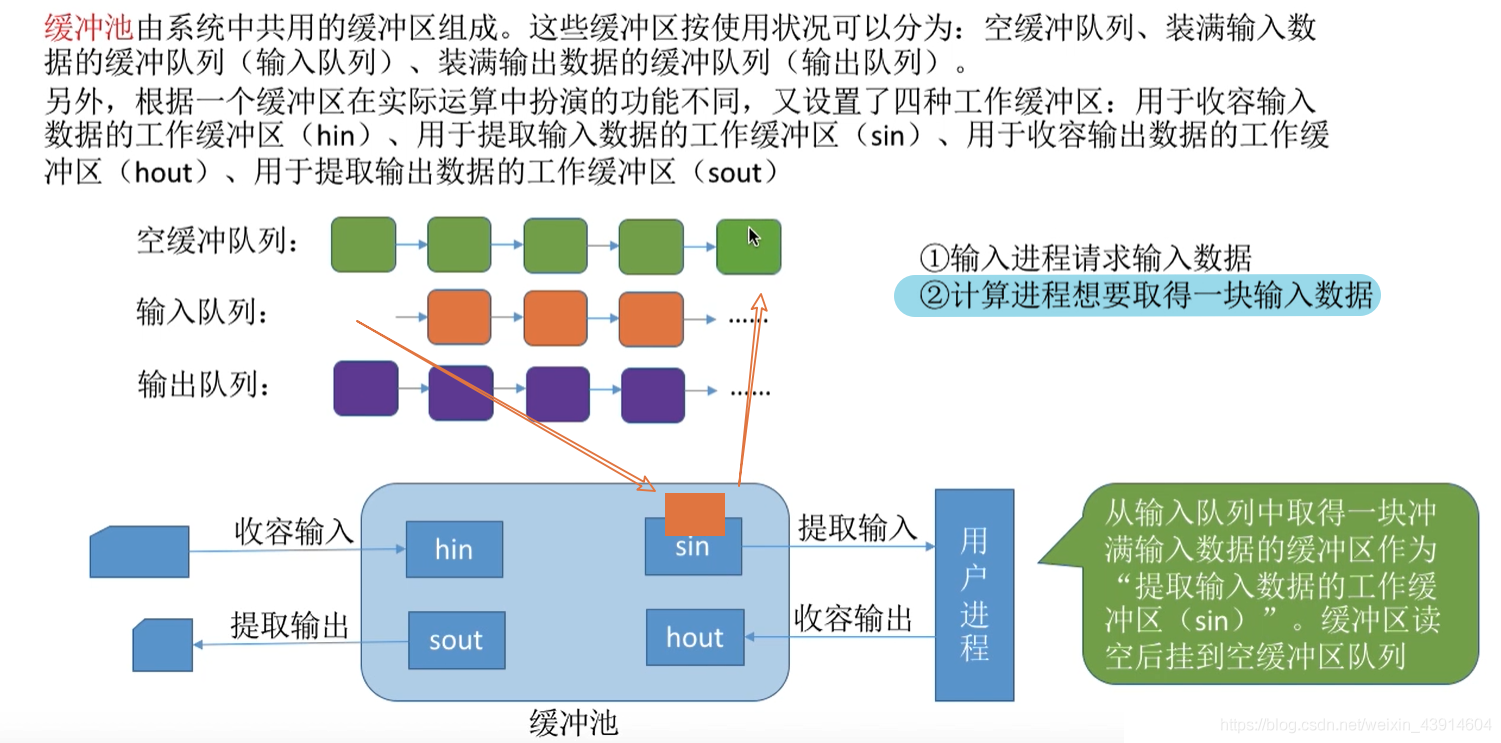 缓冲池由系统中共用的缓冲区组成。这些缓冲区按使用状况可以分为：空缓冲队列、装满输入数
据的缓冲队列（输入队列）、装满输出数据的缓冲队列（输出队列）。
另外，根据一个缓冲区在实际运算中扮演的功能不同，又设置了四种工作缓冲区：用于收容输入
数据的工作缓冲区（hin）、用于提取输入数据的工作缓冲区（sin）、用于收容输出数据的工作缓
冲区（hout）、用于提取输出数据的工作缓冲区（sout）
空缓冲队列：
①输入进程请求输入数据
②计算进程想要取得一块输入数据
输入队列：
......
输出队列：
......
收容输入
hin
sin
提取输入
提取输出
sout
hout
收容输出
用
户
进
程
从输入队列中取得一块冲
满输入数据的缓冲区作为
“提取输入数据的工作缓
冲区（sin）”。缓冲区读
空后挂到空缓冲区队列
缓冲池
https://blog.csdn.net/weixin_43914604